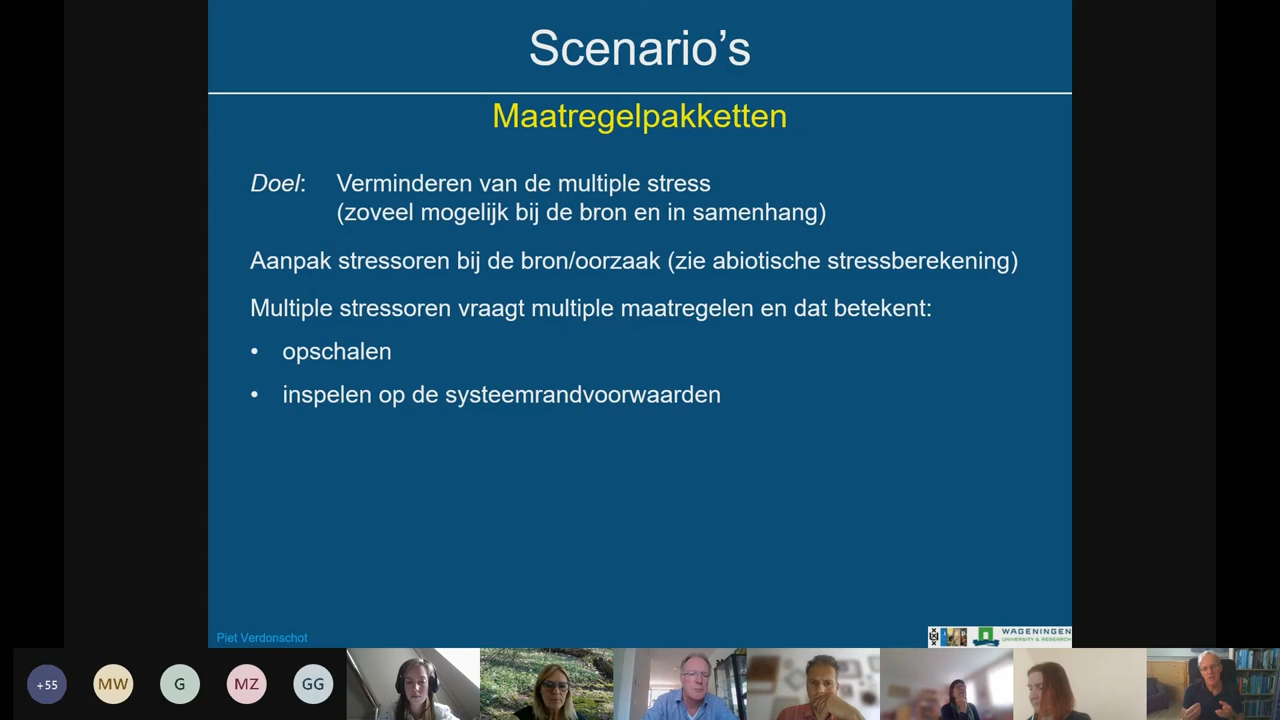 Scenario's
Maatregelpakketten
Doel: Verminderen van de multiple stress
(zoveel mogelijk bij de bron en in samenhang)
Aanpak stressoren bij de bron/oorzaak (zie abiotische stressberekening)
Multiple stressoren vraagt multiple maatregelen en dat betekent:
• opschalen
• inspelen op de systeemrandvoorwaarden
Piet Verdonschot
WAGENINGEN
UNIVERSITY & RESEARCH
+55
MW
G
MZ
GG